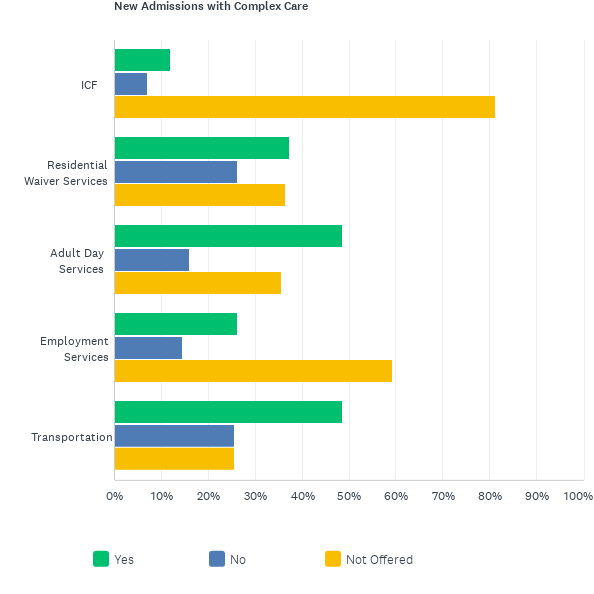 New Admissions with Complex Care
ICF
Residential
Waiver Services
Adult Day
Services
Employment
Services
Transportation
0% 10% 20% 30% 40% 50% 60% 70% 80% 90% 100%
Yes No Not Offered